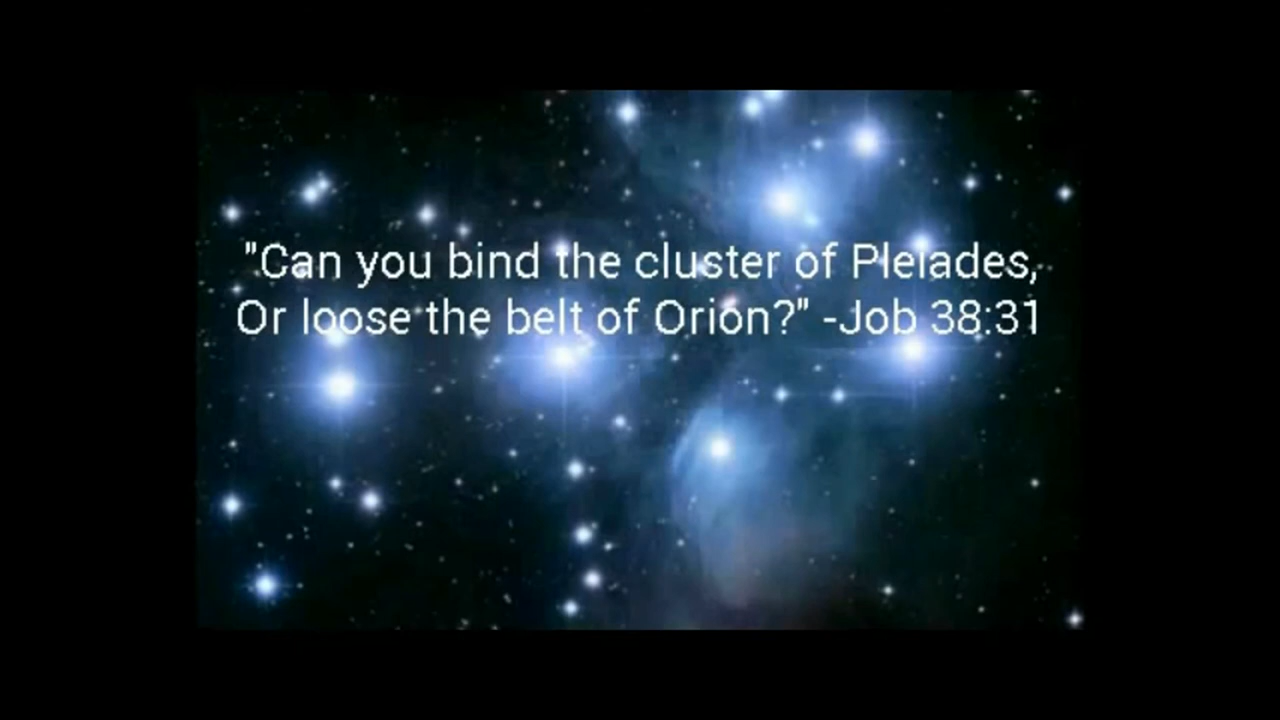 "Can you bind the cluster of Pleiades,
Or loose the belt of Orion?" -Job 38:31